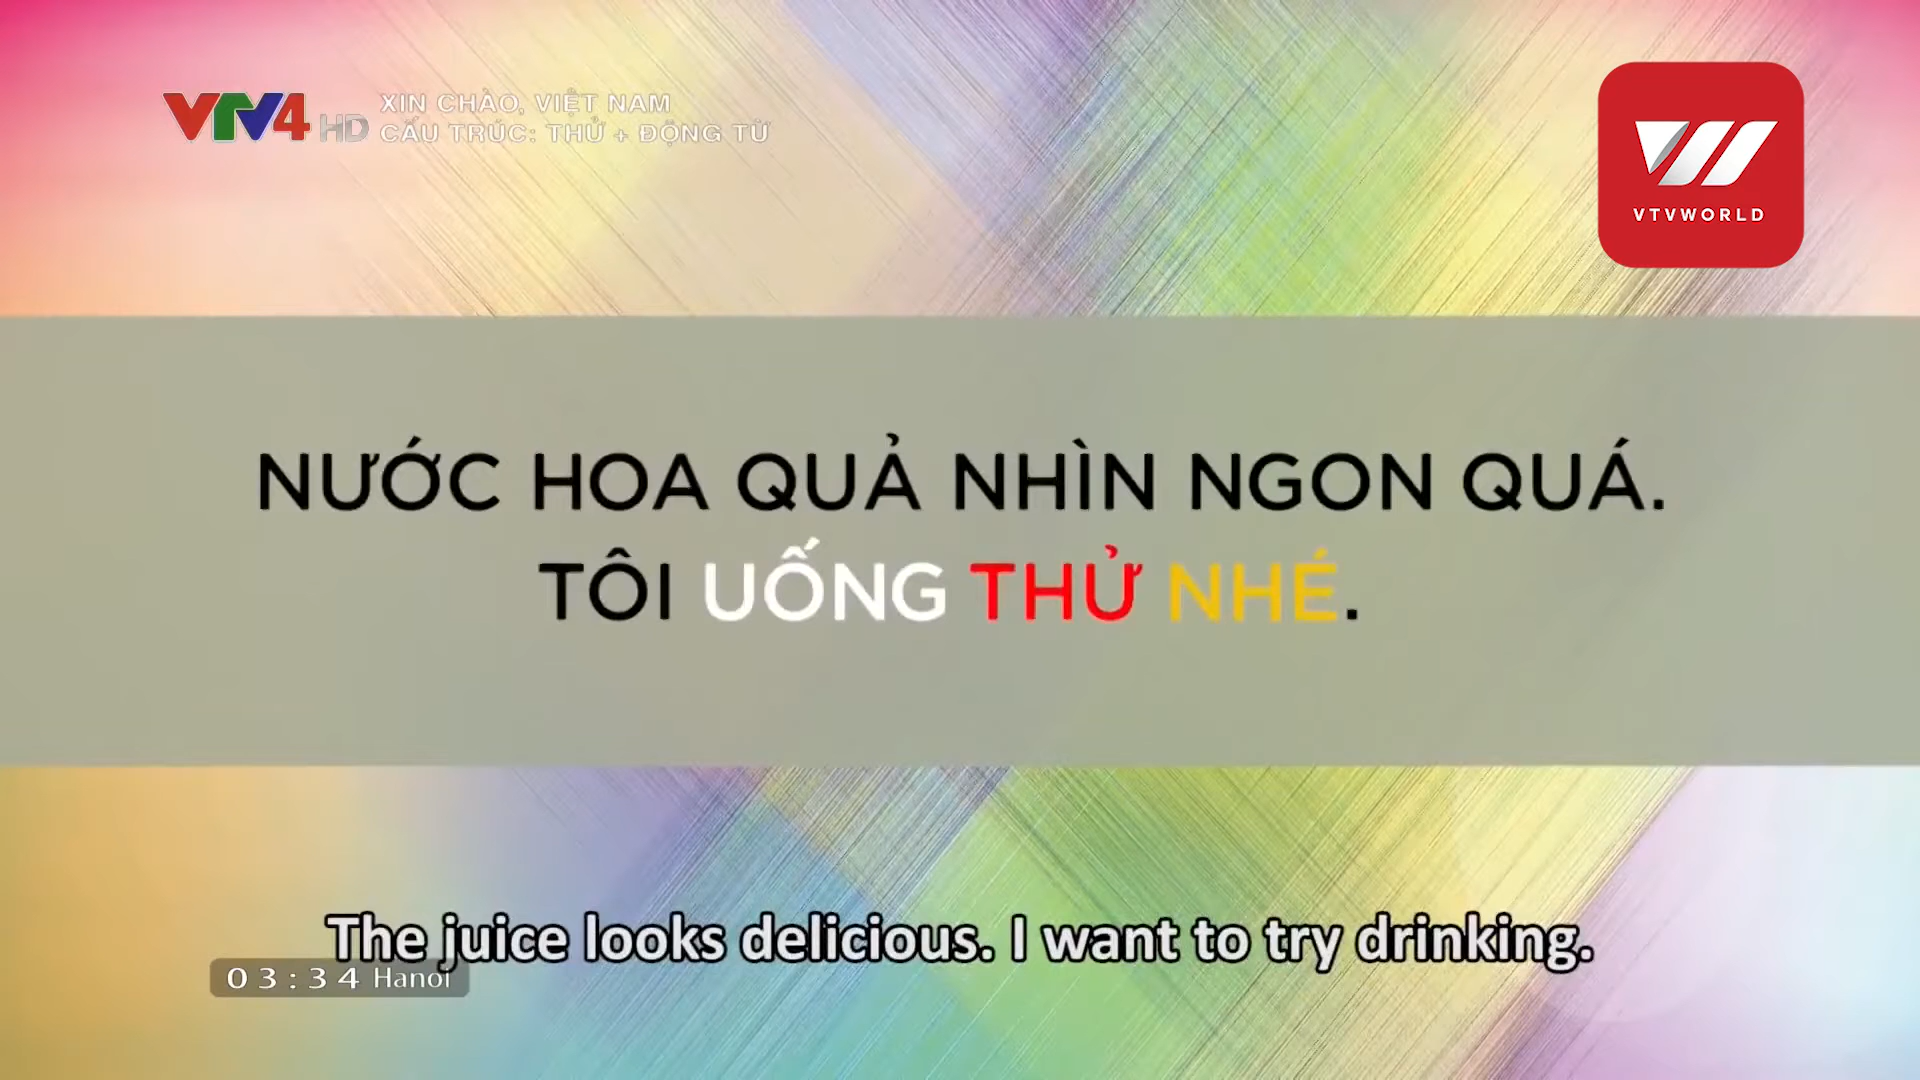 VTV4 HD
XIN CHÀO, VIỆT NAM
CẤU TRÚC: THỬ + ĐỘNG TỪ
VTVWORLD
NƯỚC HOA QUẢ NHÌN NGON QUÁ.
TÔI UỐNG THỬ NHÉ.
The juice looks delicious. I want to try drinking.
03:34 Hanoi